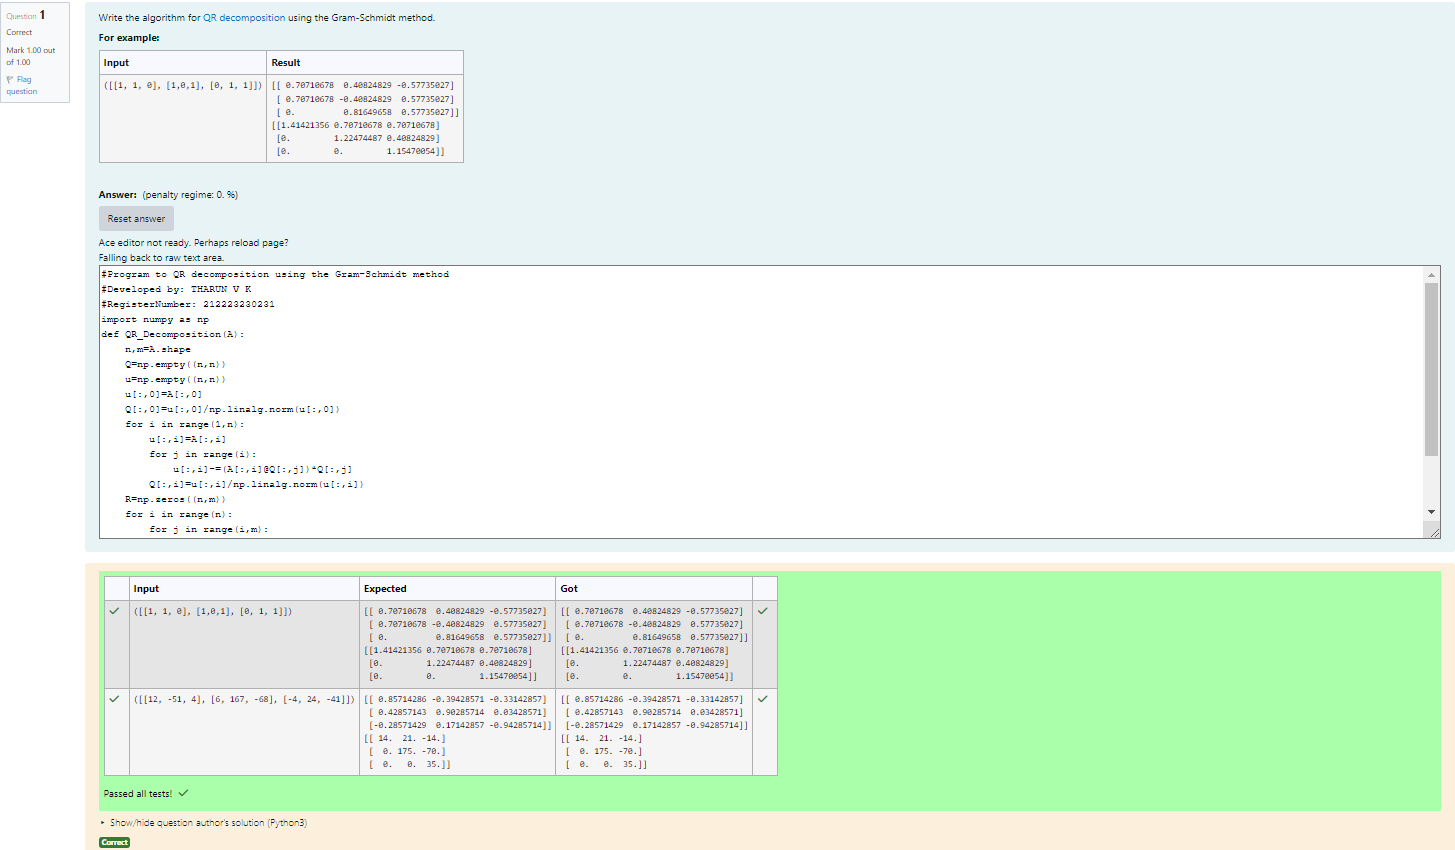 Question 1
Correct
Mark 1.00 out
of 1.00
Flag
question
Write the algorithm for QR decomposition using the Gram-Schmidt method.
For example:
Input Result
([[1, 1, 0], [1,0,1], [0, 1, 1]]) [[ 0.70710678  0.40824829 -0.57735027]
[ 0.70710678 -0.40824829  0.57735027]
[ 0.          0.81649658  0.57735027]]
[[1.41421356 0.70710678 0.70710678]
[0.         1.22474487 0.40824829]
[0.         0.         1.15470054]]
Answer: (penalty regime: 0. %)
Reset answer
Ace editor not ready. Perhaps reload page?
Falling back to raw text area.
#Program to QR decomposition using the Gram-Schmidt method
#Developed by: THARUN V K
#RegisterNumber: 212223230231
import numpy as np
def QR_Decomposition(A):
    n,m=A.shape
    Q=np.empty((n,n))
    u=np.empty((n,n))
    u[:,0]=A[:,0]
    Q[:,0]=u[:,0]/np.linalg.norm(u[:,0])
    for i in range(1,n):
        u[:,i]=A[:,i]
        for j in range(i):
            u[:,i]-=(A[:,i]@Q[:,j])*Q[:,j]
        Q[:,i]=u[:,i]/np.linalg.norm(u[:,i])
    R=np.zeros((n,m))
    for i in range(n):
        for j in range(i,m):
Input Expected Got
([[1, 1, 0], [1,0,1], [0, 1, 1]]) [[ 0.70710678  0.40824829 -0.57735027] [[ 0.70710678  0.40824829 -0.57735027]
[ 0.70710678 -0.40824829  0.57735027] [ 0.70710678 -0.40824829  0.57735027]
[ 0.          0.81649658  0.57735027]] [ 0.          0.81649658  0.57735027]]
[[1.41421356 0.70710678 0.70710678] [[1.41421356 0.70710678 0.70710678]
[0.         1.22474487 0.40824829] [0.         1.22474487 0.40824829]
[0.         0.         1.15470054]] [0.         0.         1.15470054]]
([[12, -51, 4], [6, 167, -68], [-4, 24, -41]]) [[ 0.85714286 -0.39428571 -0.33142857] [[ 0.85714286 -0.39428571 -0.33142857]
[ 0.42857143  0.90285714  0.03428571] [ 0.42857143  0.90285714  0.03428571]
[-0.28571429  0.17142857 -0.94285714]] [-0.28571429  0.17142857 -0.94285714]]
[[ 14.  21. -14.] [[ 14.  21. -14.]
[  0. 175. -70.] [  0. 175. -70.]
[  0.   0.  35.]] [  0.   0.  35.]]
Passed all tests!
Show/hide question author's solution (Python3)
Correct